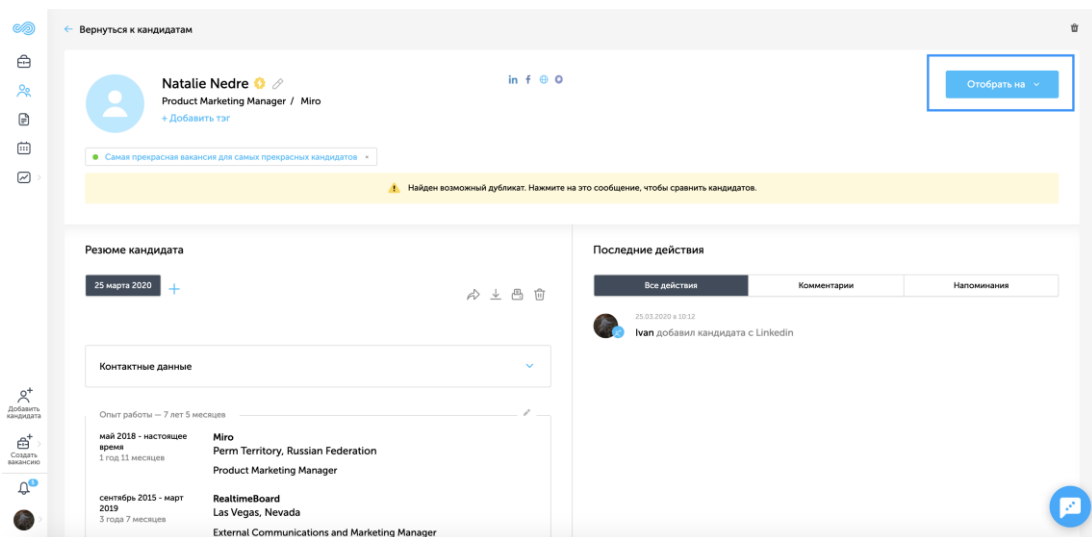 Вернуться к кандидатам
Natalie Nedre
Product Marketing Manager / Miro
+ Добавить тэг
in f
Отобрать на
Самая прекрасная вакансия для самых прекрасных кандидатов
Найден возможный дубликат. Нажмите на это сообщение, чтобы сравнить кандидатов.
Резюме кандидата
25 марта 2020
Контактные данные
Опыт работы — 7 лет 5 месяцев
май 2018 - настоящее
время
1 год 11 месяцев
Miro
Perm Territory, Russian Federation
Product Marketing Manager
сентябрь 2015 - март
2019
3 года 7 месяцев
RealtimeBoard
Las Vegas, Nevada
External Communications and Marketing Manager
Последние действия
Все действия
Комментарии
Напоминания
25.03.2020 в 10:12
Ivan добавил кандидата с Linkedin
Добавить
кандидата
Создать
вакансию